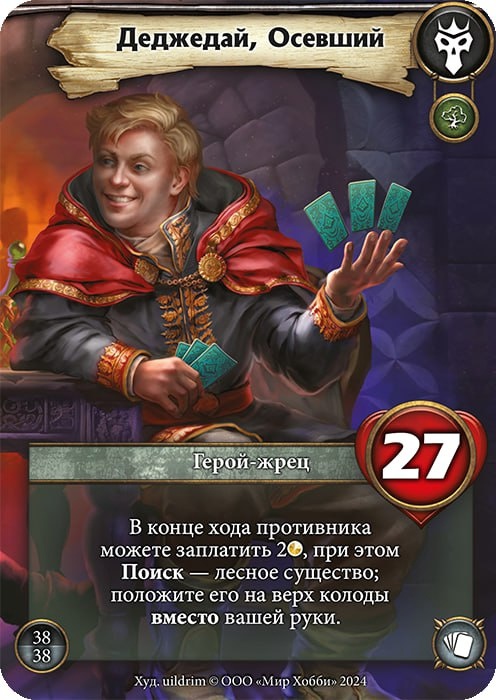 Деджедай, Осевший
27
Герой-жрец
В конце хода противника
можете заплатить 2, при этом
Поиск — лесное существо;
положите его на верх колоды
вместо вашей руки.
38
38
Худ. uildrim © ООО «Мир Хобби» 2024